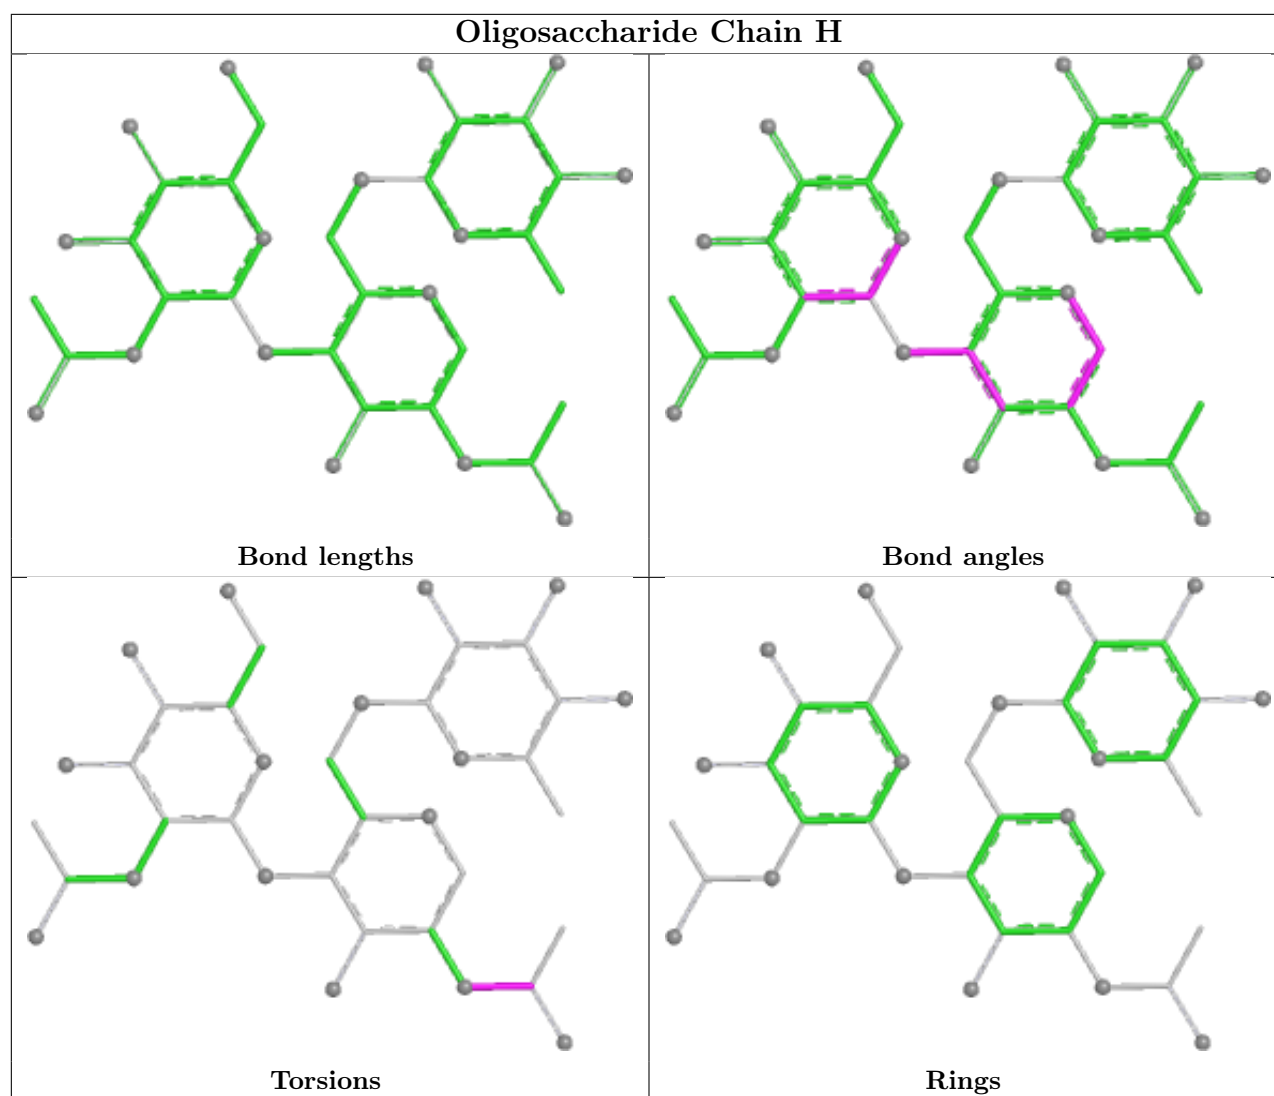 Oligosaccharide Chain H
Bond lengths
Bond angles
Torsions
Rings